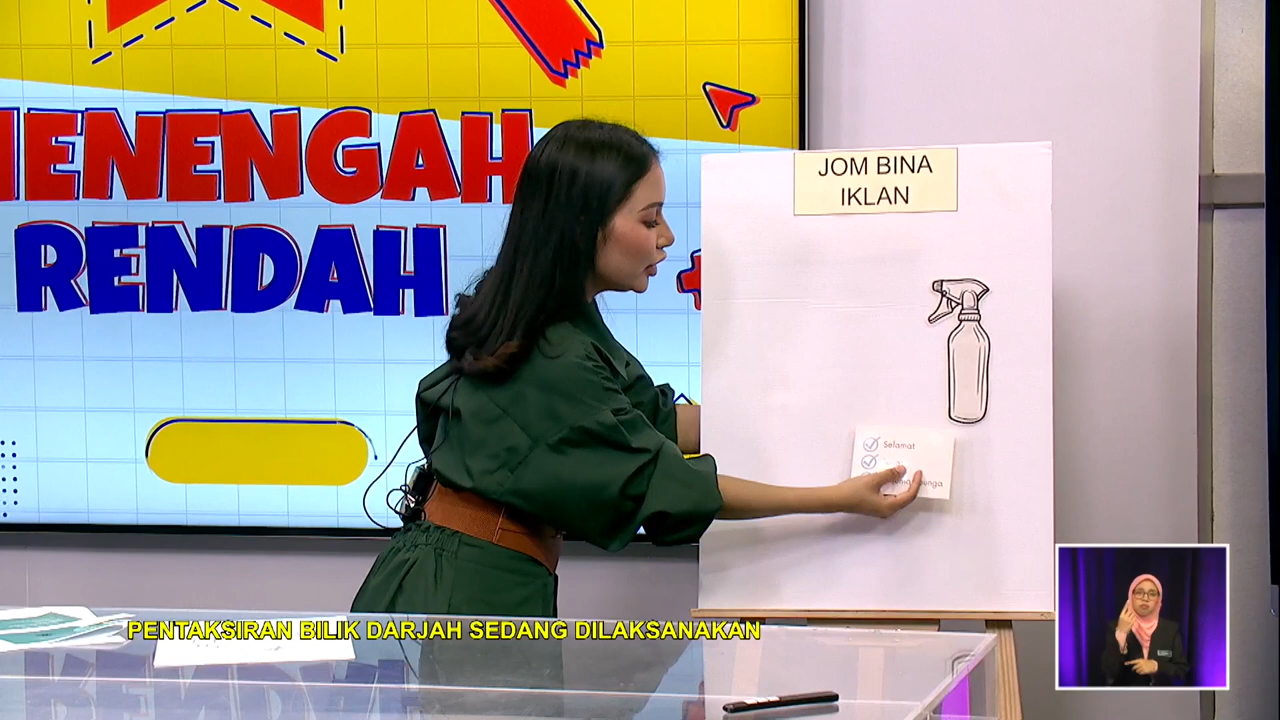 MENENGAH
RENDAH
JOM BINA
IKLAN
Selamat
bunga
PENTAKSIRAN BILIK DARJAH SEDANG DILAKSANAKAN